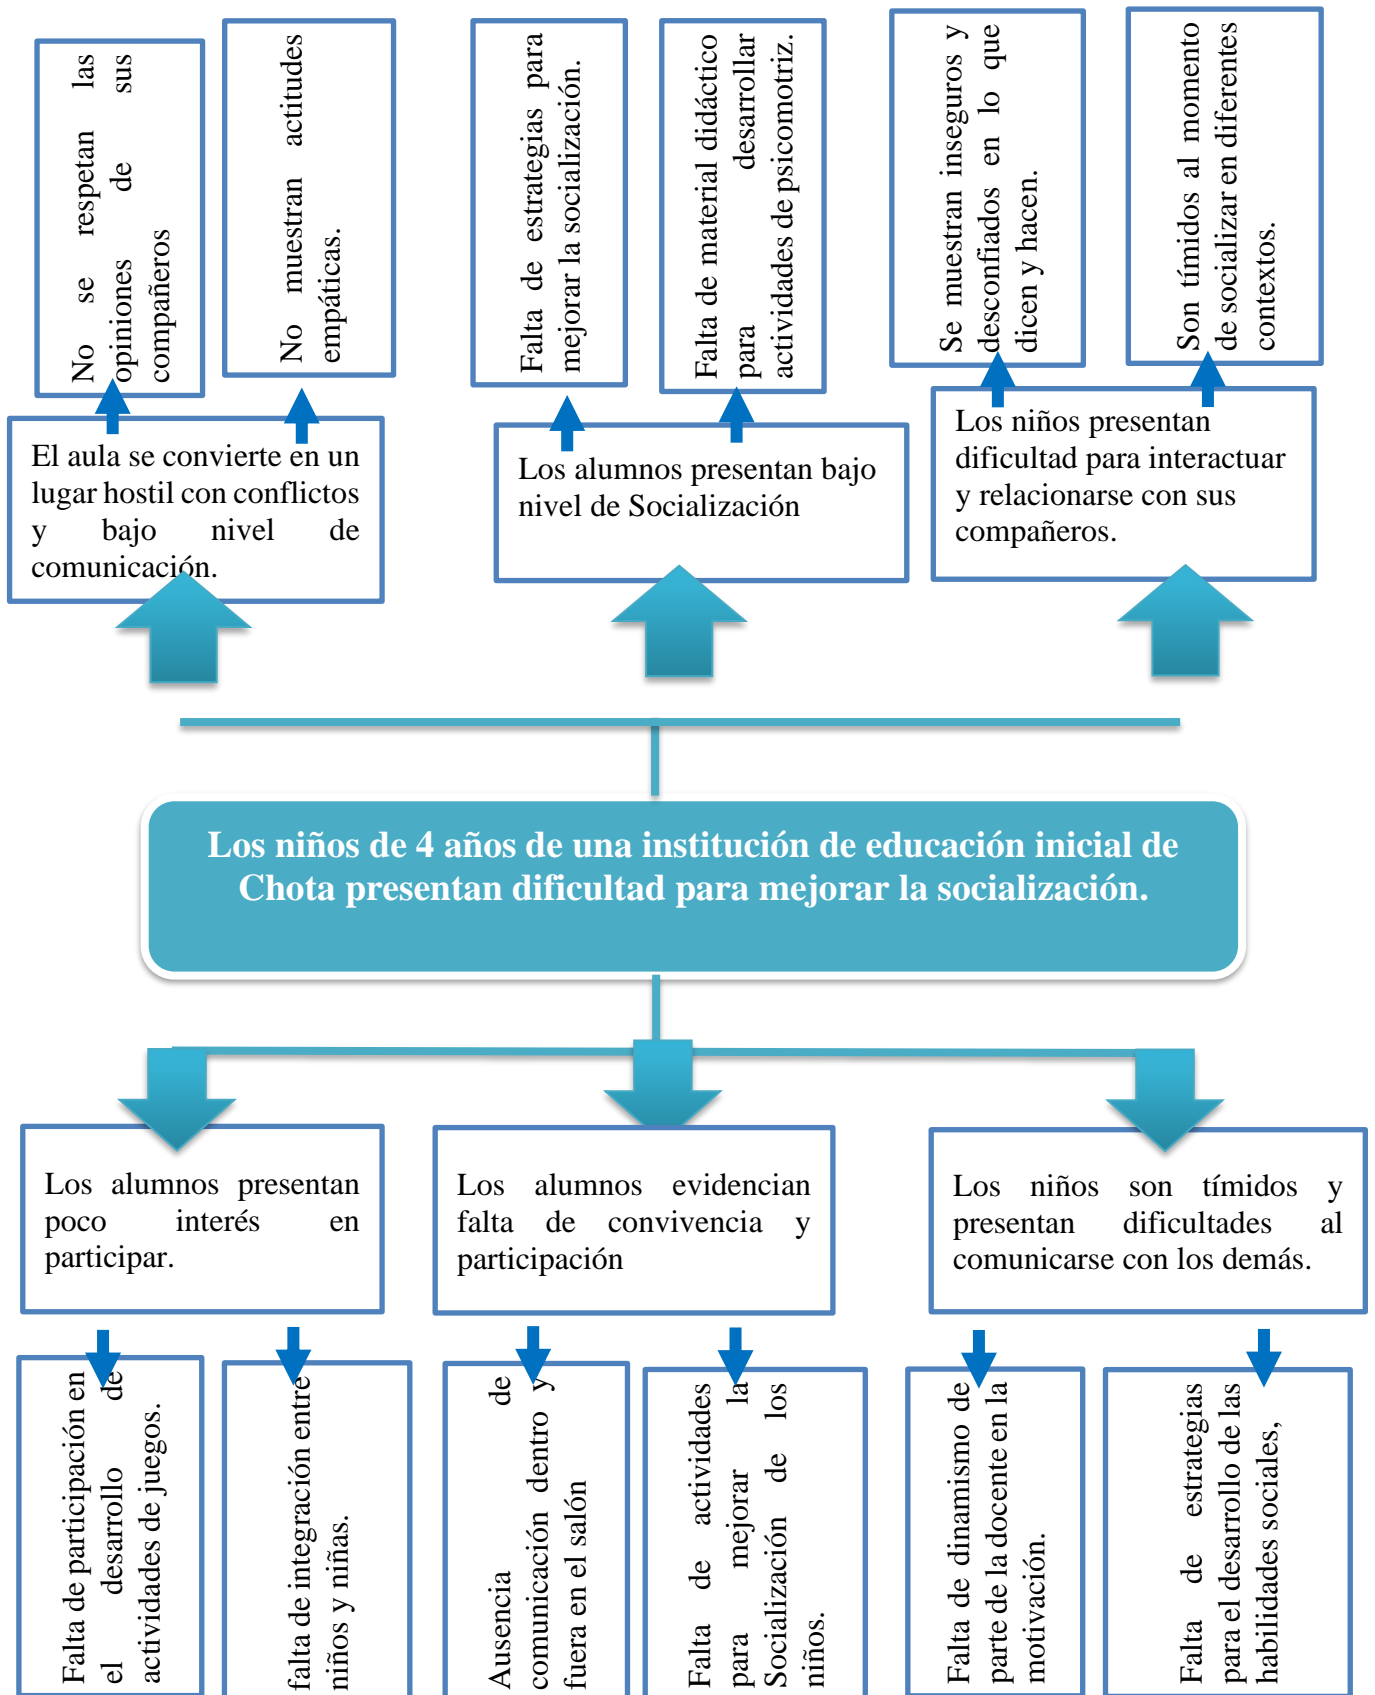 No se respetan las
opiniones de sus
compañeros
No muestran actitudes
empáticas.
Falta de estrategias para
mejorar la socialización.
Falta de material didáctico
para desarrollar
actividades de psicomotriz.
Se muestran inseguros y
desconfiados en lo que
dicen y hacen.
Son tímidos al momento
de socializar en diferentes
contextos.
El aula se convierte en un
lugar hostil con conflictos
y bajo nivel de
comunicación.
Los alumnos presentan bajo
nivel de Socialización
Los niños presentan
dificultad para interactuar
y relacionarse con sus
compañeros.
Los niños de 4 años de una institución de educación inicial de
Chota presentan dificultad para mejorar la socialización.
Los alumnos presentan
poco interés en
participar.
Los alumnos evidencian
falta de convivencia y
participación
Los niños son tímidos y
presentan dificultades al
comunicarse con los demás.
Falta de participación en
el desarrollo de
actividades de juegos.
falta de integración entre
niños y niñas.
Ausencia de
comunicación dentro y
fuera en el salón
Falta de actividades
para mejorar la
Socialización de los
niños.
Falta de dinamismo de
parte de la docente en la
motivación.
Falta de estrategias
para el desarrollo de las
habilidades sociales,